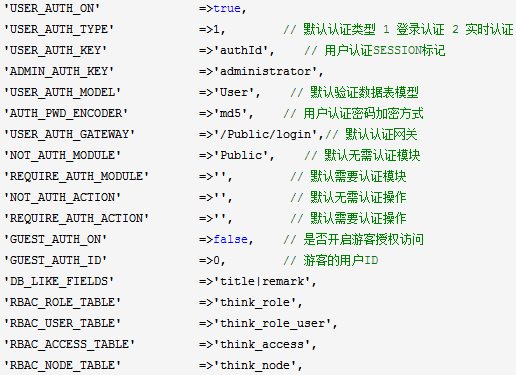 'USER_AUTH_ON' =>true,
'USER_AUTH_TYPE' =>1, // 默认认证类型 1 登录认证 2 实时认证
'USER_AUTH_KEY' =>'authId', // 用户认证SESSION标记
'ADMIN_AUTH_KEY' =>'administrator',
'USER_AUTH_MODEL' =>'User', // 默认验证数据表模型
'AUTH_PWD_ENCODER' =>'md5', // 用户认证密码加密方式
'USER_AUTH_GATEWAY' =>'/Public/login',// 默认认证网关
'NOT_AUTH_MODULE' =>'Public', // 默认无需认证模块
'REQUIRE_AUTH_MODULE' =>'', // 默认需要认证模块
'NOT_AUTH_ACTION' =>'', // 默认无需认证操作
'REQUIRE_AUTH_ACTION' =>'', // 默认需要认证操作
'GUEST_AUTH_ON' =>false, // 是否开启游客授权访问
'GUEST_AUTH_ID' =>0, // 游客的用户ID
'DB_LIKE_FIELDS' =>'title|remark',
'RBAC_ROLE_TABLE' =>'think_role',
'RBAC_USER_TABLE' =>'think_role_user',
'RBAC_ACCESS_TABLE' =>'think_access',
'RBAC_NODE_TABLE' =>'think_node',